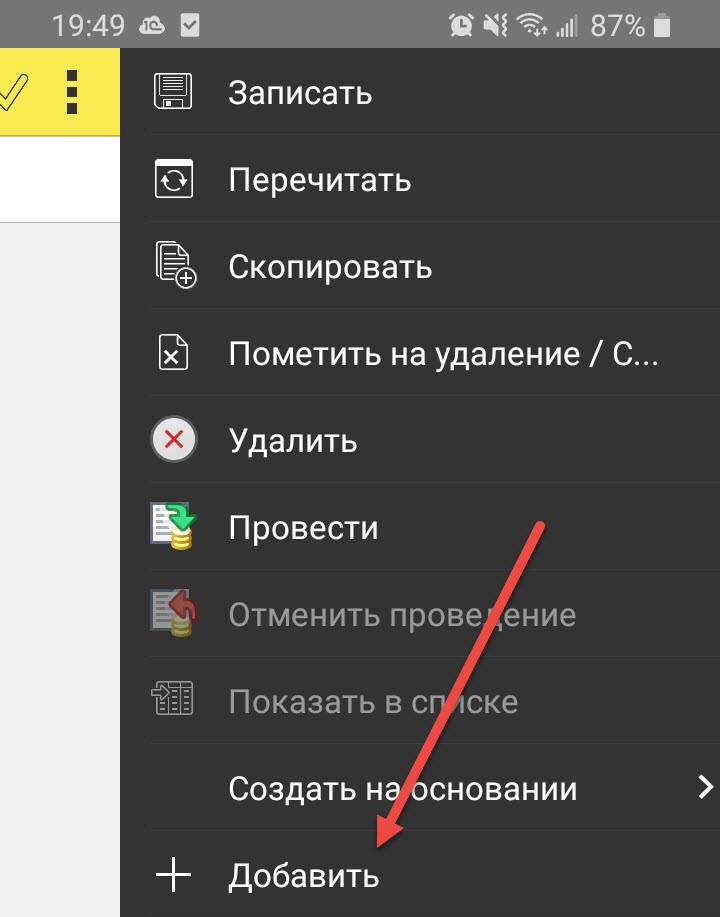 19:49 1C 87%
Записать
Перечитать
Скопировать
Пометить на удаление / С...
Удалить
Провести
Отменить проведение
Показать в списке
Создать на основании
Добавить